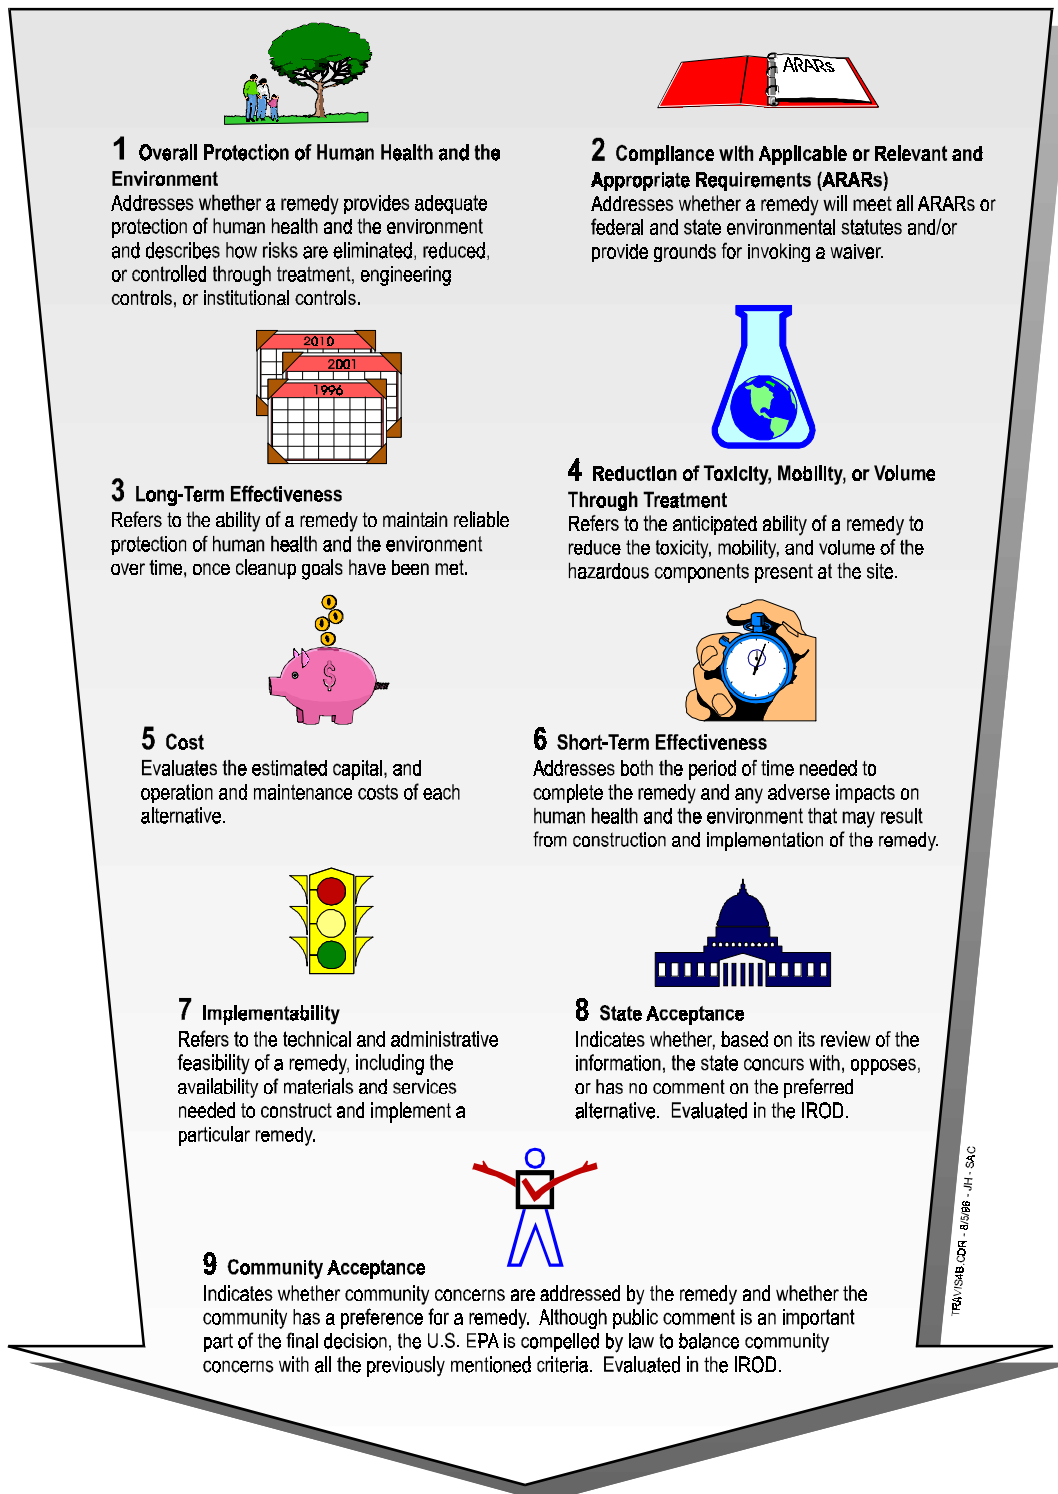 ARARs
1 Overall Protection of Human Health and the
Environment
Addresses whether a remedy provides adequate
protection of human health and the environment
and describes how risks are eliminated, reduced,
or controlled through treatment, engineering
controls, or institutional controls.
2 Compliance with Applicable or Relevant and
Appropriate Requirements (ARARs)
Addresses whether a remedy will meet all ARARs or
federal and state environmental statutes and/or
provide grounds for invoking a waiver.
2010
2001
1996
3 Long-Term Effectiveness
Refers to the ability of a remedy to maintain reliable
protection of human health and the environment
over time, once cleanup goals have been met.
4 Reduction of Toxicity, Mobility, or Volume
Through Treatment
Refers to the anticipated ability of a remedy to
reduce the toxicity, mobility, and volume of the
hazardous components present at the site.
$
5 Cost
Evaluates the estimated capital, and
operation and maintenance costs of each
alternative.
6 Short-Term Effectiveness
Addresses both the period of time needed to
complete the remedy and any adverse impacts on
human health and the environment that may result
from construction and implementation of the remedy.
7 Implementability
Refers to the technical and administrative
feasibility of a remedy, including the
availability of materials and services
needed to construct and implement a
particular remedy.
8 State Acceptance
Indicates whether, based on its review of the
information, the state concurs with, opposes,
or has no comment on the preferred
alternative. Evaluated in the IROD.
9 Community Acceptance
Indicates whether community concerns are addressed by the remedy and whether the
community has a preference for a remedy. Although public comment is an important
part of the final decision, the U.S. EPA is compelled by law to balance community
concerns with all the previously mentioned criteria. Evaluated in the IROD.
TRAVIS4B.CDR - 8/5/96 - JH - SAC